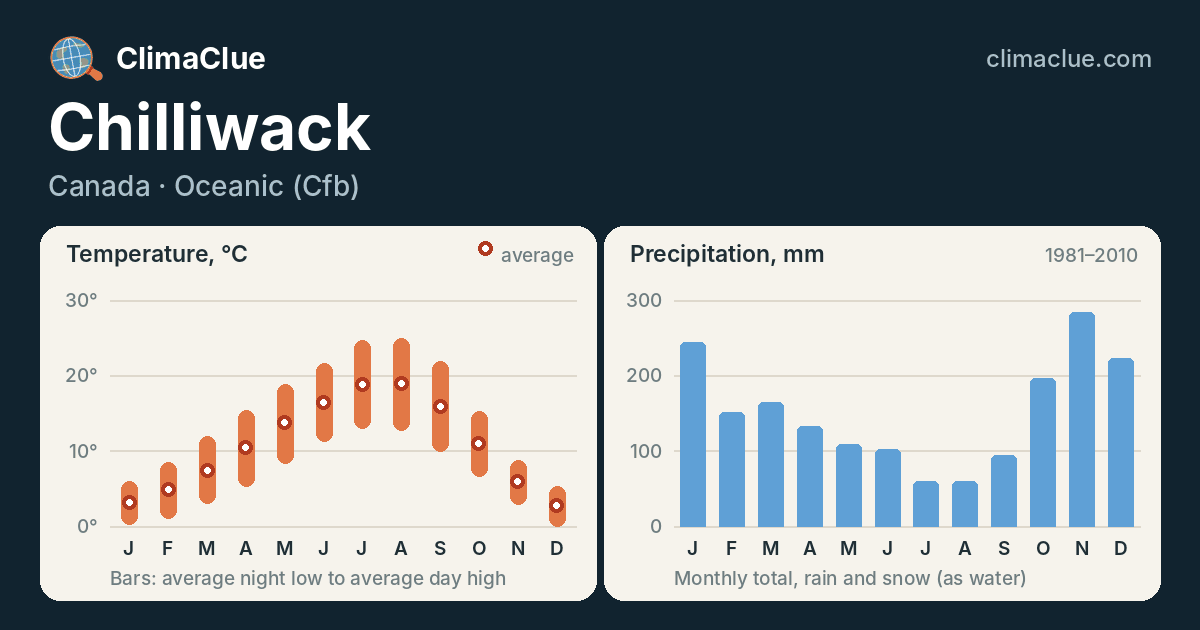 ClimaClue
climaclue.com
Chilliwack
Canada · Oceanic (Cfb)
Temperature, °C
average
30°
20°
10°
0°
J F M A M J J A S O N D
Bars: average night low to average day high
Precipitation, mm
1981–2010
300
200
100
0
J F M A M J J A S O N D
Monthly total, rain and snow (as water)